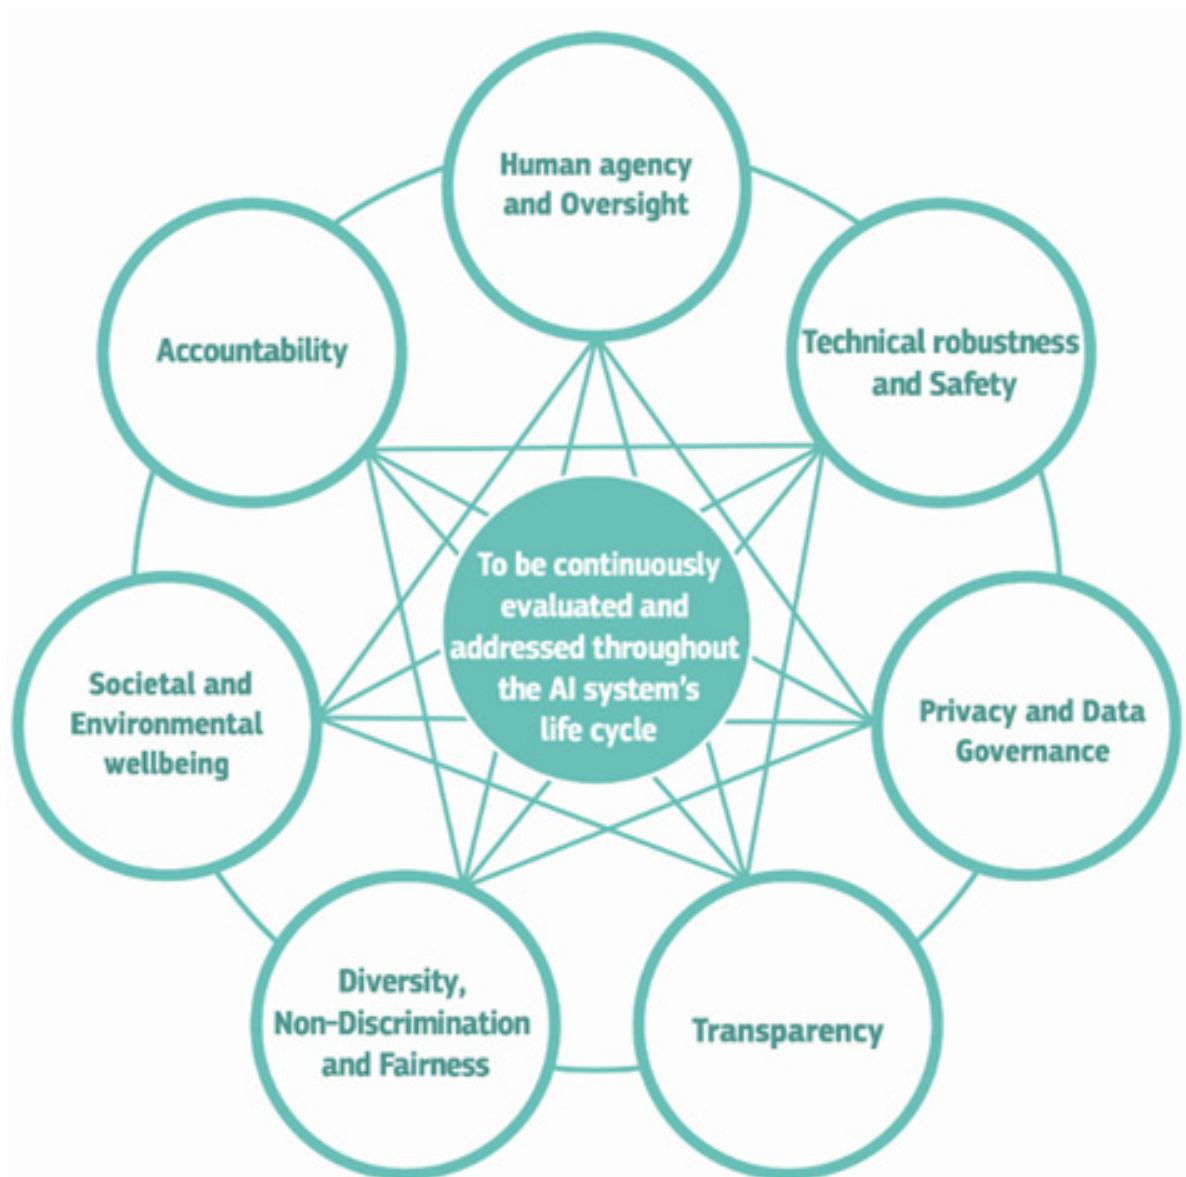 Human agency
and Oversight
Technical robustness
and Safety
Privacy and Data
Governance
Transparency
Diversity,
Non-Discrimination
and Fairness
Societal and
Environmental
wellbeing
Accountability
To be continuously
evaluated and
addressed throughout
the AI system's
life cycle